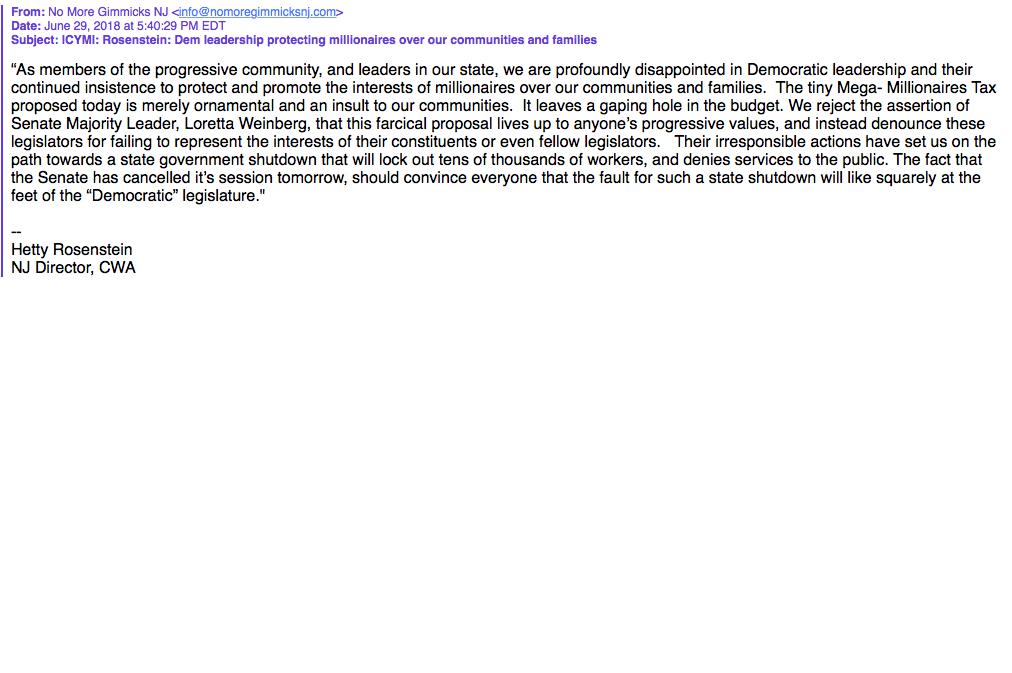 From: No More Gimmicks NJ <info@nomoregimmicksnj.com>
Date: June 29, 2018 at 5:40:29 PM EDT
Subject: ICYMI: Rosenstein: Dem leadership protecting millionaires over our communities and families
“As members of the progressive community, and leaders in our state, we are profoundly disappointed in Democratic leadership and their
continued insistence to protect and promote the interests of millionaires over our communities and families.  The tiny Mega- Millionaires Tax
proposed today is merely ornamental and an insult to our communities.  It leaves a gaping hole in the budget. We reject the assertion of
Senate Majority Leader, Loretta Weinberg, that this farcical proposal lives up to anyone’s progressive values, and instead denounce these
legislators for failing to represent the interests of their constituents or even fellow legislators.   Their irresponsible actions have set us on the
path towards a state government shutdown that will lock out tens of thousands of workers, and denies services to the public. The fact that
the Senate has cancelled it’s session tomorrow, should convince everyone that the fault for such a state shutdown will like squarely at the
feet of the “Democratic” legislature."
--
Hetty Rosenstein
NJ Director, CWA